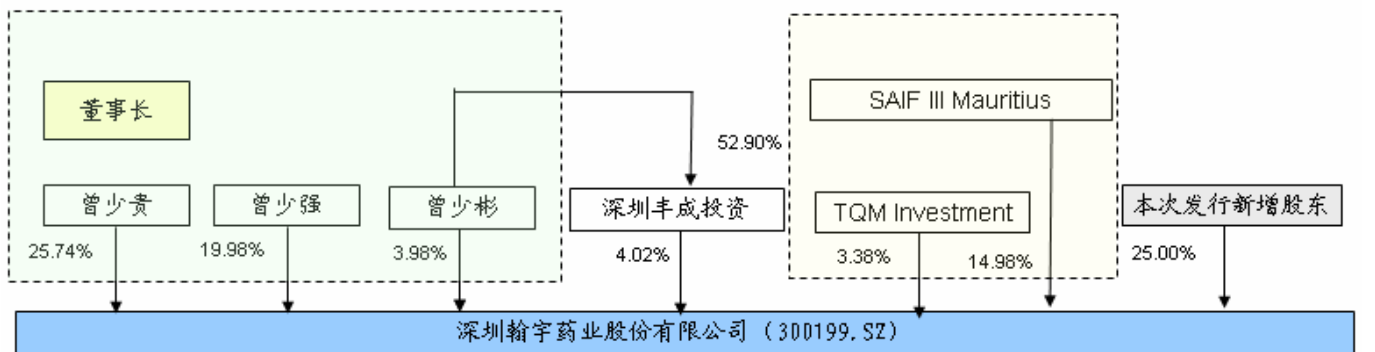 董事长
SAIF III Mauritius
52.90%
曾少贵
曾少强
曾少彬
深圳丰成投资
TQM Investment
本次发行新增股东
25.74%
19.98%
3.98%
4.02%
3.38%
14.98%
25.00%
深圳翰宇药业股份有限公司 (300199.SZ)